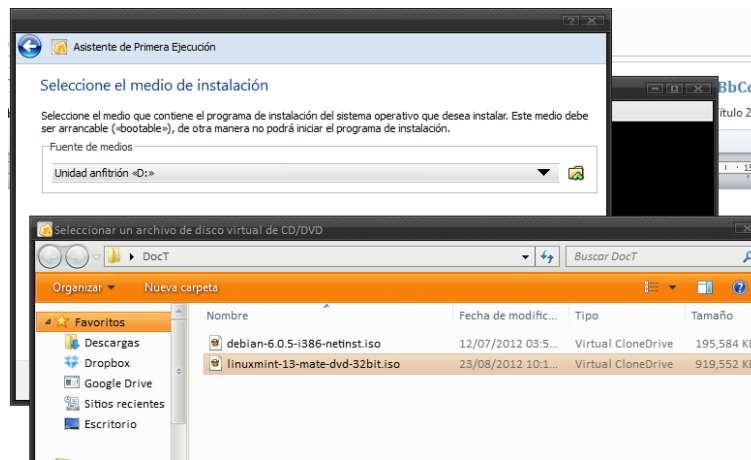 Asistente de Primera Ejecución
Seleccione el medio de instalación
Seleccione el medio que contiene el programa de instalación del sistema operativo que desea instalar. Este medio debe
ser arrancable («bootable»), de otra manera no podrá iniciar el programa de instalación.
Fuente de medios
Unidad anfitrión «D:»
BbCc
ítulo 2
Seleccionar un archivo de disco virtual de CD/DVD
DocT
Buscar DocT
Organizar
Nueva carpeta
Favoritos
Descargas
Dropbox
Google Drive
Sitios recientes
Escritorio
Nombre Fecha de modific... Tipo Tamaño
debian-6.0.5-i386-netinst.iso 12/07/2012 03:5... Virtual CloneDrive 195,584 KB
linuxmint-13-mate-dvd-32bit.iso 23/08/2012 10:1... Virtual CloneDrive 919,552 KB